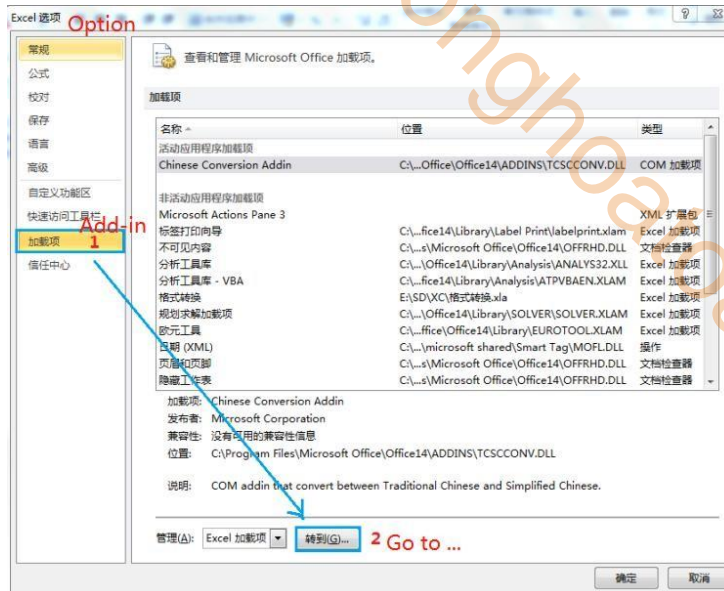 Excel 选项 Option
常规
公式
校对
保存
语言
高级
自定义功能区
快速访问工具栏
Add-in
加载项 1
信任中心
查看和管理 Microsoft Office 加载项。
加载项
名称 位置 类型
活动应用程序加载项
Chinese Conversion Addin C:\...Office\Office14\ADDINS\TCSCCONV.DLL COM 加载项
非活动应用程序加载项
Microsoft Actions Pane 3 XML 扩展包
标签打印向导 C:\...fice14\Library\Label Print\labelprint.xlam Excel 加载项
不可见内容 C:\...s\Microsoft Office\Office14\OFFRHD.DLL 文档检查器
分析工具库 C:\...\Office14\Library\Analysis\ANALYS32.XLL Excel 加载项
分析工具库 - VBA C:\...fice14\Library\Analysis\ATPVBAEN.XLAM Excel 加载项
格式转换 E:\SD\XC\格式转换.xla Excel 加载项
规划求解加载项 C:\...\Office14\Library\SOLVER\SOLVER.XLAM Excel 加载项
欧元工具 C:\...ffice\Office14\Library\EUROTOOL.XLAM Excel 加载项
日期 (XML) C:\...\microsoft shared\Smart Tag\MOFL.DLL 操作
页眉和页脚 C:\...s\Microsoft Office\Office14\OFFRHD.DLL 文档检查器
隐藏工作表 C:\...s\Microsoft Office\Office14\OFFRHD.DLL 文档检查器
加载项: Chinese Conversion Addin
发布者: Microsoft Corporation
兼容性: 没有可用的兼容性信息
位置: C:\Program Files\Microsoft Office\Office14\ADDINS\TCSCCONV.DLL
说明: COM addin that convert between Traditional Chinese and Simplified Chinese.
管理(A): Excel 加载项 转到(G)... 2 Go to ...
确定 取消